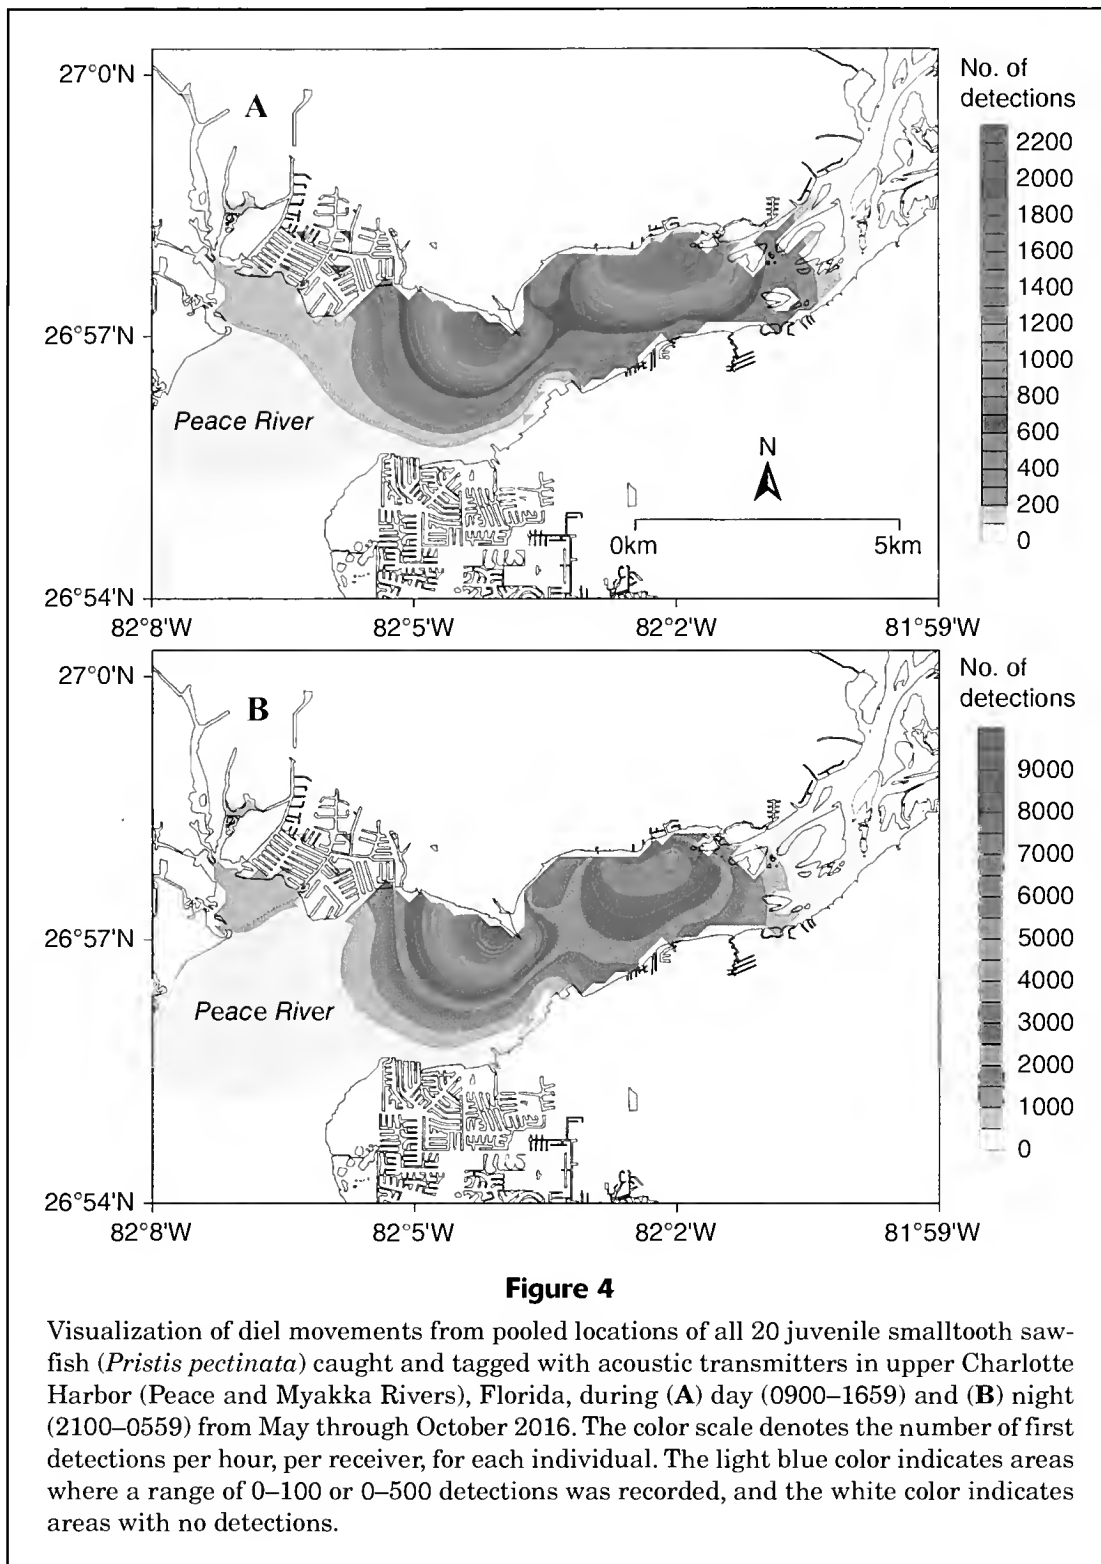 27°0'N
A
No. of
detections
2200
2000
1800
1600
1400
1200
1000
800
600
400
200
0
26°57'N
Peace River
N
0km 5km
26°54'N
82°8'W 82°5'W 82°2'W 81°59'W
27°0'N
B
No. of
detections
9000
8000
7000
6000
5000
4000
3000
2000
1000
0
26°57'N
Peace River
26°54'N
82°8'W 82°5'W 82°2'W 81°59'W
Figure 4
Visualization of diel movements from pooled locations of all 20 juvenile smalltooth saw-
fish (Pristis pectinata) caught and tagged with acoustic transmitters in upper Charlotte
Harbor (Peace and Myakka Rivers), Florida, during (A) day (0900–1659) and (B) night
(2100–0559) from May through October 2016. The color scale denotes the number of first
detections per hour, per receiver, for each individual. The light blue color indicates areas
where a range of 0–100 or 0–500 detections was recorded, and the white color indicates
areas with no detections.